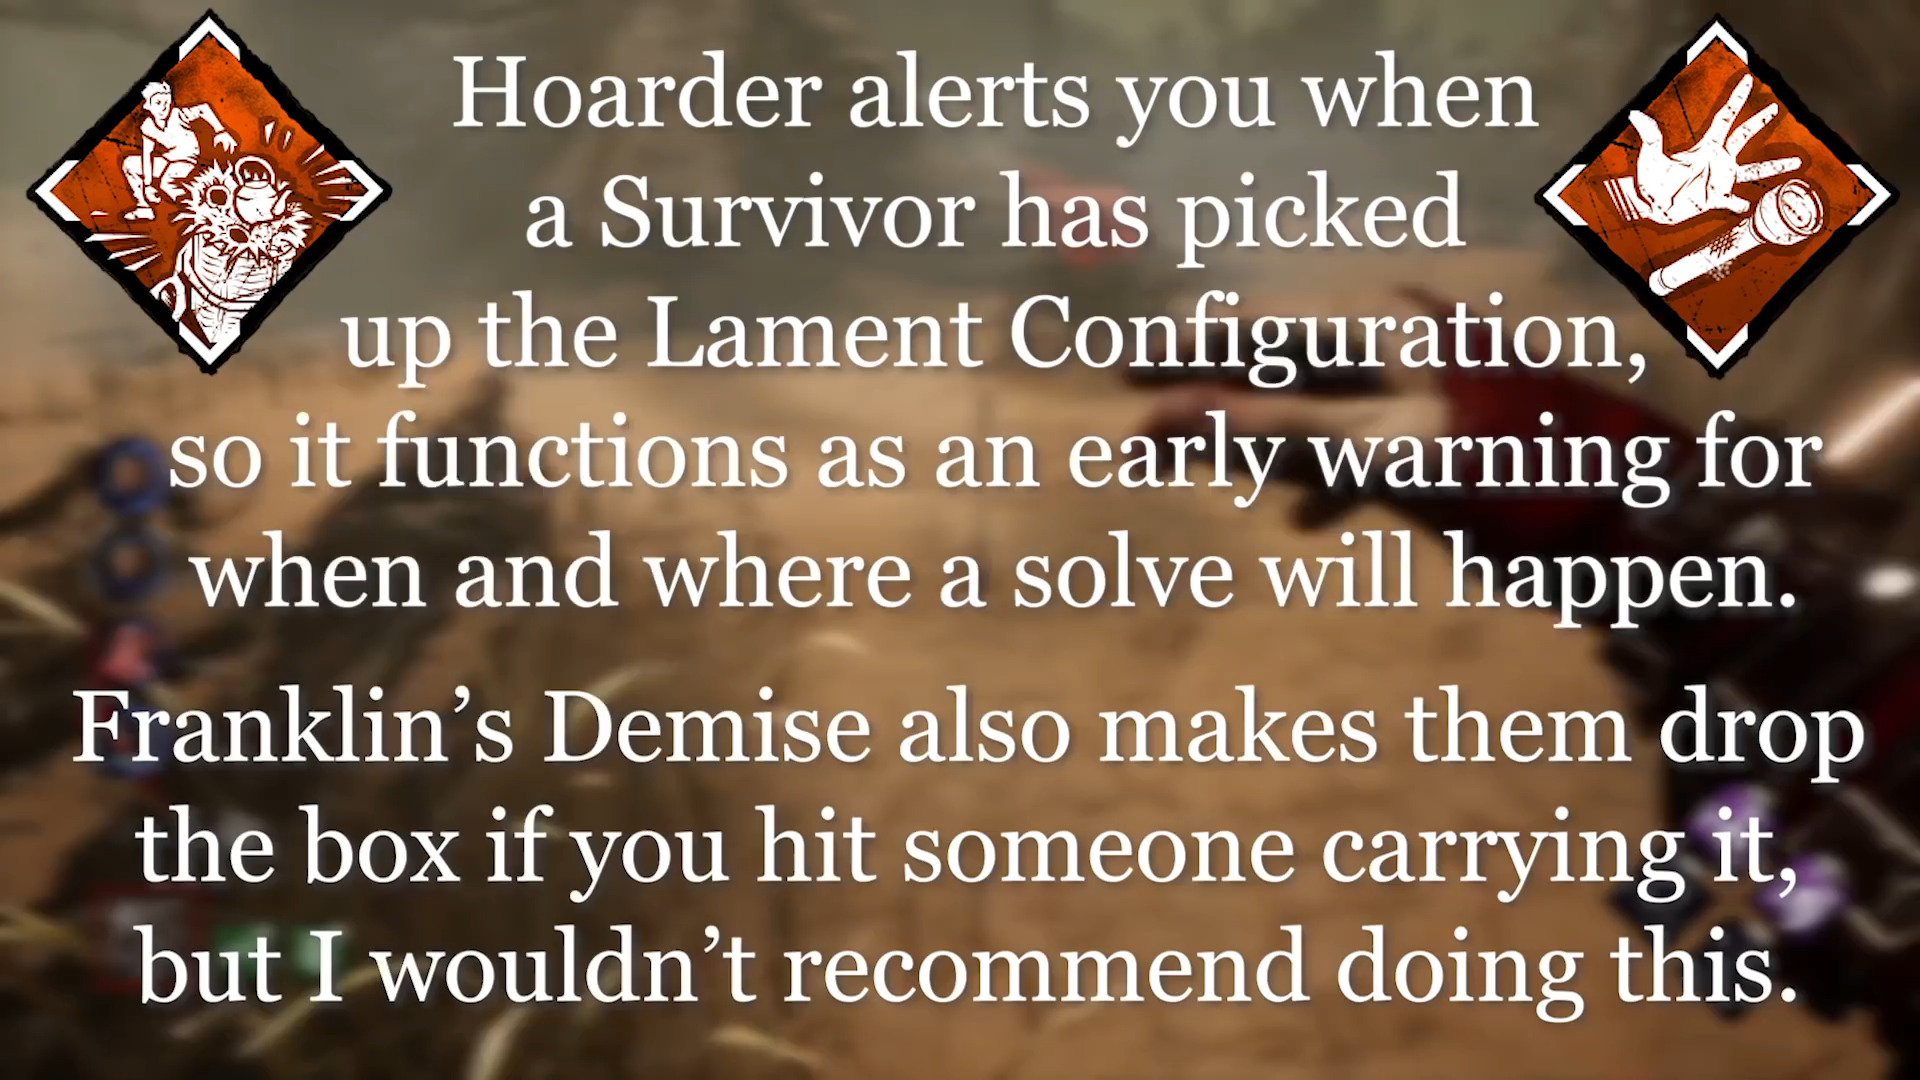 Hoarder alerts you when
a Survivor has picked
up the Lament Configuration,
so it functions as an early warning for
when and where a solve will happen.
Franklin’s Demise also makes them drop
the box if you hit someone carrying it,
but I wouldn’t recommend doing this.